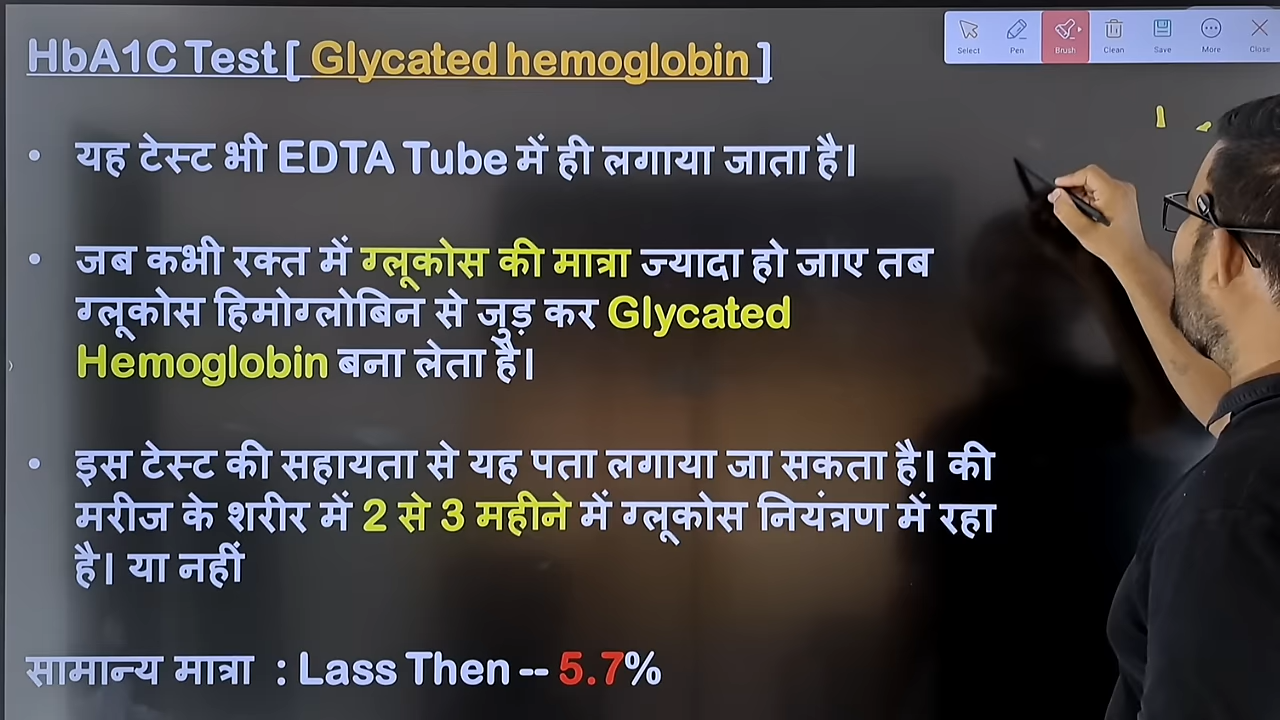 HbA1C Test [ Glycated hemoglobin ]
Select Pen Brush Clean Save More Close
• यह टेस्ट भी EDTA Tube में ही लगाया जाता है।
• जब कभी रक्त में ग्लूकोस की मात्रा ज्यादा हो जाए तब
ग्लूकोस हिमोग्लोबिन से जुड़ कर Glycated
Hemoglobin बना लेता है।
• इस टेस्ट की सहायता से यह पता लगाया जा सकता है। की
मरीज के शरीर में 2 से 3 महीने में ग्लूकोस नियंत्रण में रहा
है। या नहीं
सामान्य मात्रा : Lass Then -- 5.7%